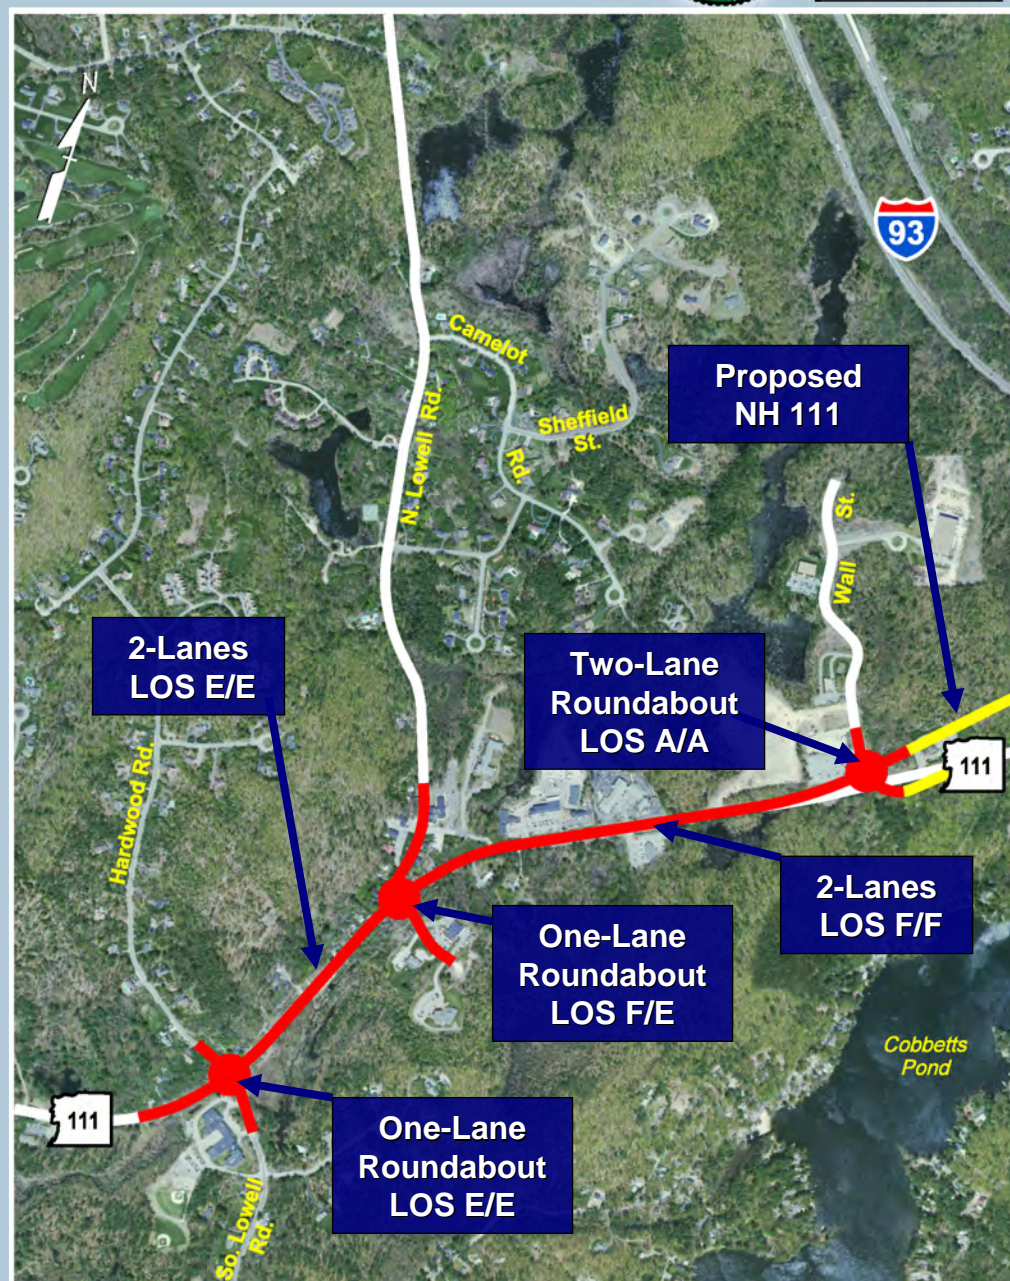 N
93
Camelot
Rd.
Sheffield
St.
N. Lowell Rd.
Proposed
NH 111
Wall St.
2-Lanes
LOS E/E
Two-Lane
Roundabout
LOS A/A
111
Hardwood Rd.
2-Lanes
LOS F/F
One-Lane
Roundabout
LOS F/E
Cobbetts
Pond
111
One-Lane
Roundabout
LOS E/E
So. Lowell
Rd.